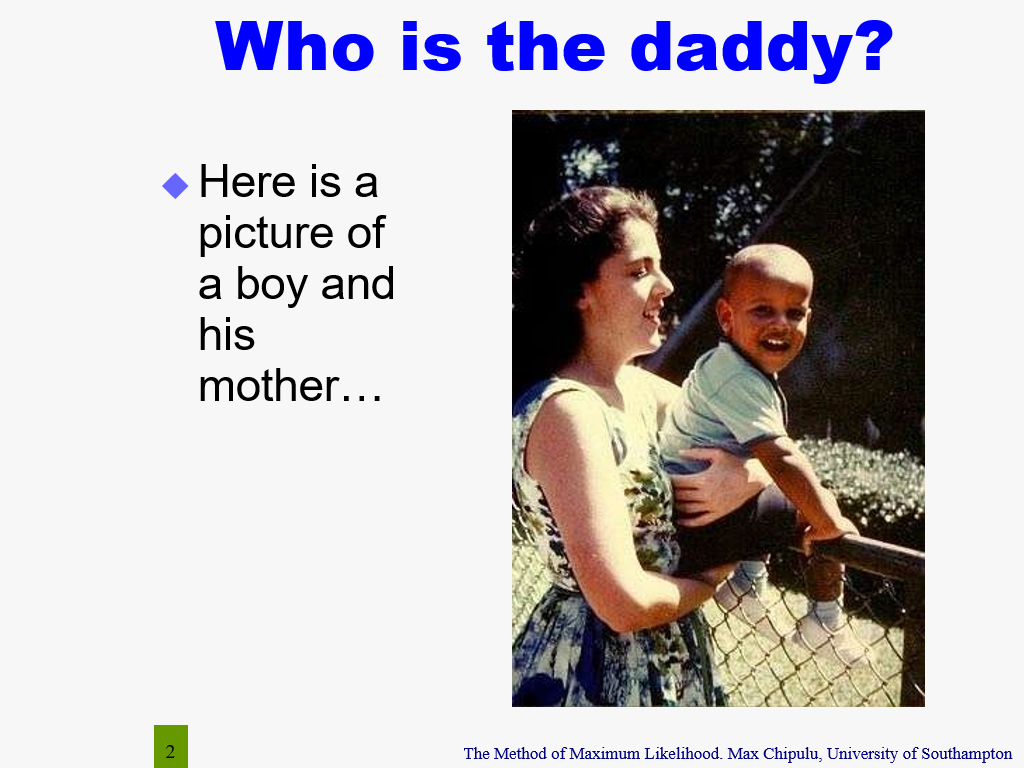 Who is the daddy?
Here is a
picture of
a boy and
his
mother…
2
The Method of Maximum Likelihood. Max Chipulu, University of Southampton